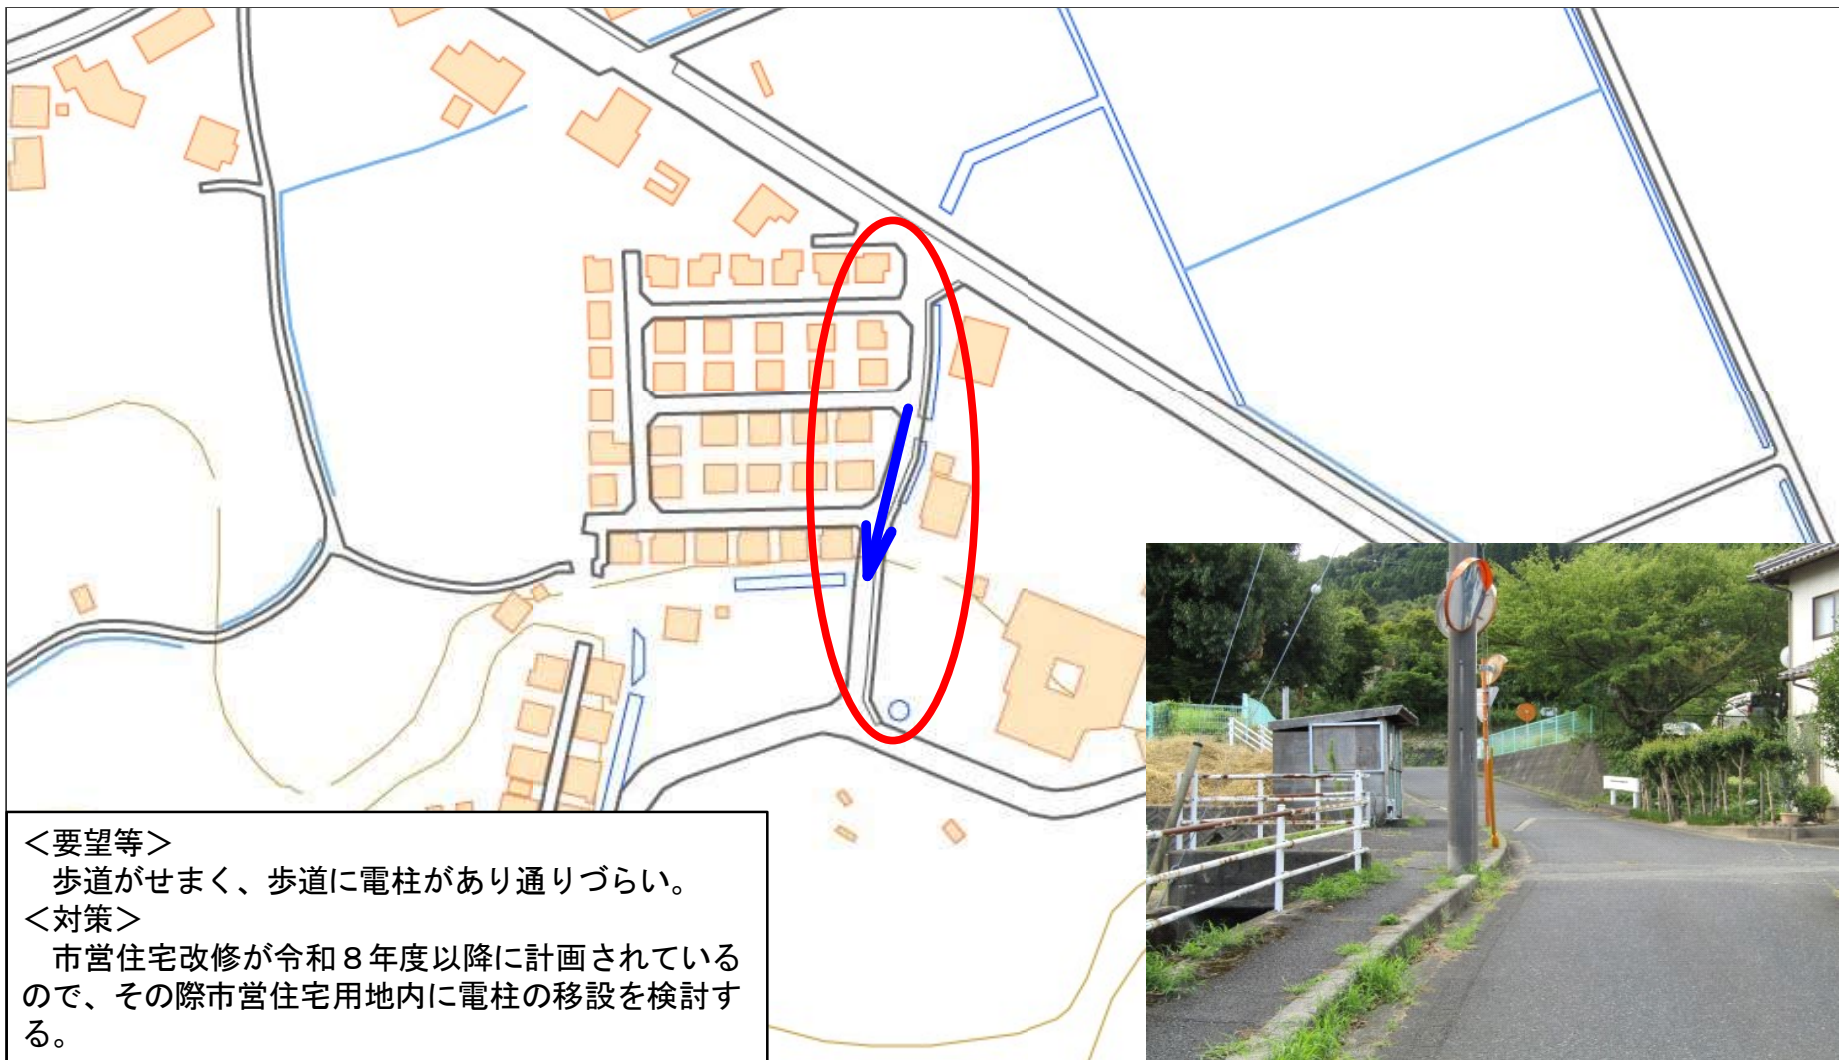 ＜要望等＞
　歩道がせまく、歩道に電柱があり通りづらい。
＜対策＞
　市営住宅改修が令和８年度以降に計画されている
ので、その際市営住宅用地内に電柱の移設を検討す
る。